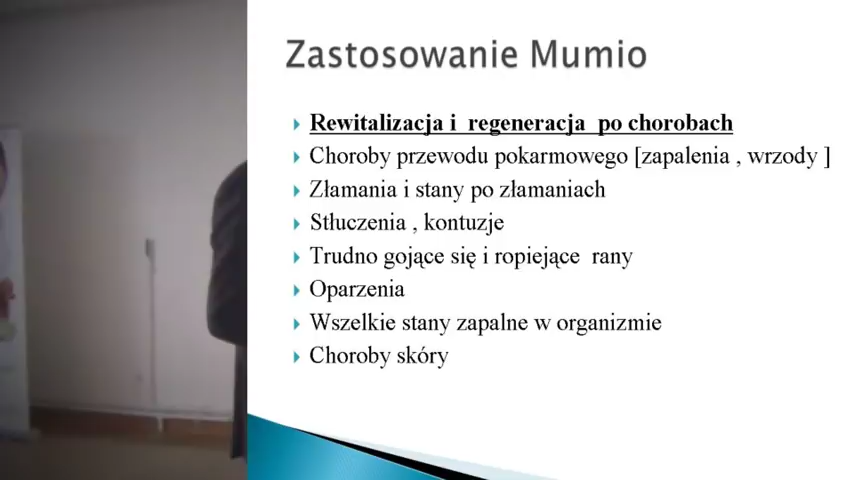 Zastosowanie Mumio
Rewitalizacja i regeneracja po chorobach
Choroby przewodu pokarmowego [zapalenia , wrzody ]
Złamania i stany po złamaniach
Stłuczenia , kontuzje
Trudno gojące się i ropiejące rany
Oparzenia
Wszelkie stany zapalne w organizmie
Choroby skóry